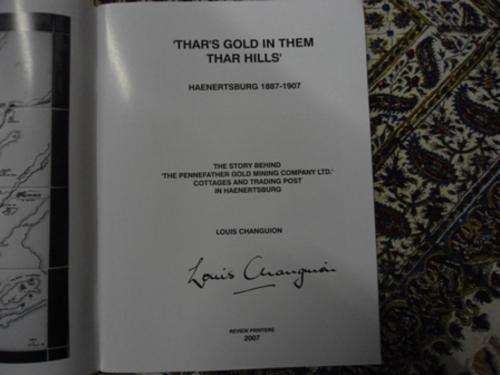 'THAR'S GOLD IN THEM
THAR HILLS'
HAENERTSBURG 1887-1907
THE STORY BEHIND
'THE PENNEFATHER GOLD MINING COMPANY LTD.'
COTTAGES AND TRADING POST
IN HAENERTSBURG
LOUIS CHANGUION
Louis Changuion
REVIEW PRINTERS
2007